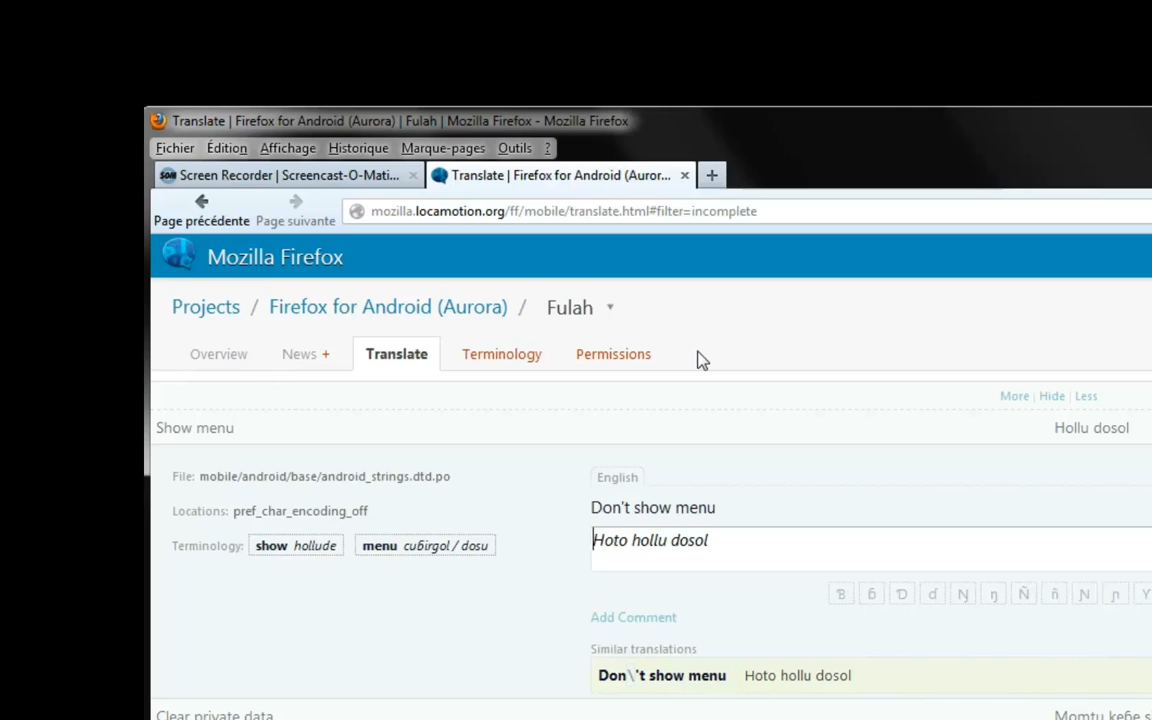 Translate | Firefox for Android (Aurora) | Fulah | Mozilla Firefox - Mozilla Firefox
Fichier Édition Affichage Historique Marque-pages Outils ?
SOM Screen Recorder | Screencast-O-Mati... × Translate | Firefox for Android (Auror... × +
Page précédente Page suivante mozilla.locamotion.org/ff/mobile/translate.html#filter=incomplete
Mozilla Firefox
Projects / Firefox for Android (Aurora) / Fulah
Overview News + Translate Terminology Permissions
More | Hide | Less
Show menu Hollu dosol
File: mobile/android/base/android_strings.dtd.po English
Locations: pref_char_encoding_off Don't show menu
Terminology: show hollude menu cuɓirgol / dosu Hoto hollu dosol
Ɓ ɓ Ɗ ɗ Ŋ ŋ Ñ ñ Ɲ ɲ
Add Comment
Similar translations
Don\'t show menu Hoto hollu dosol
Clear private data Momtu keɓe s